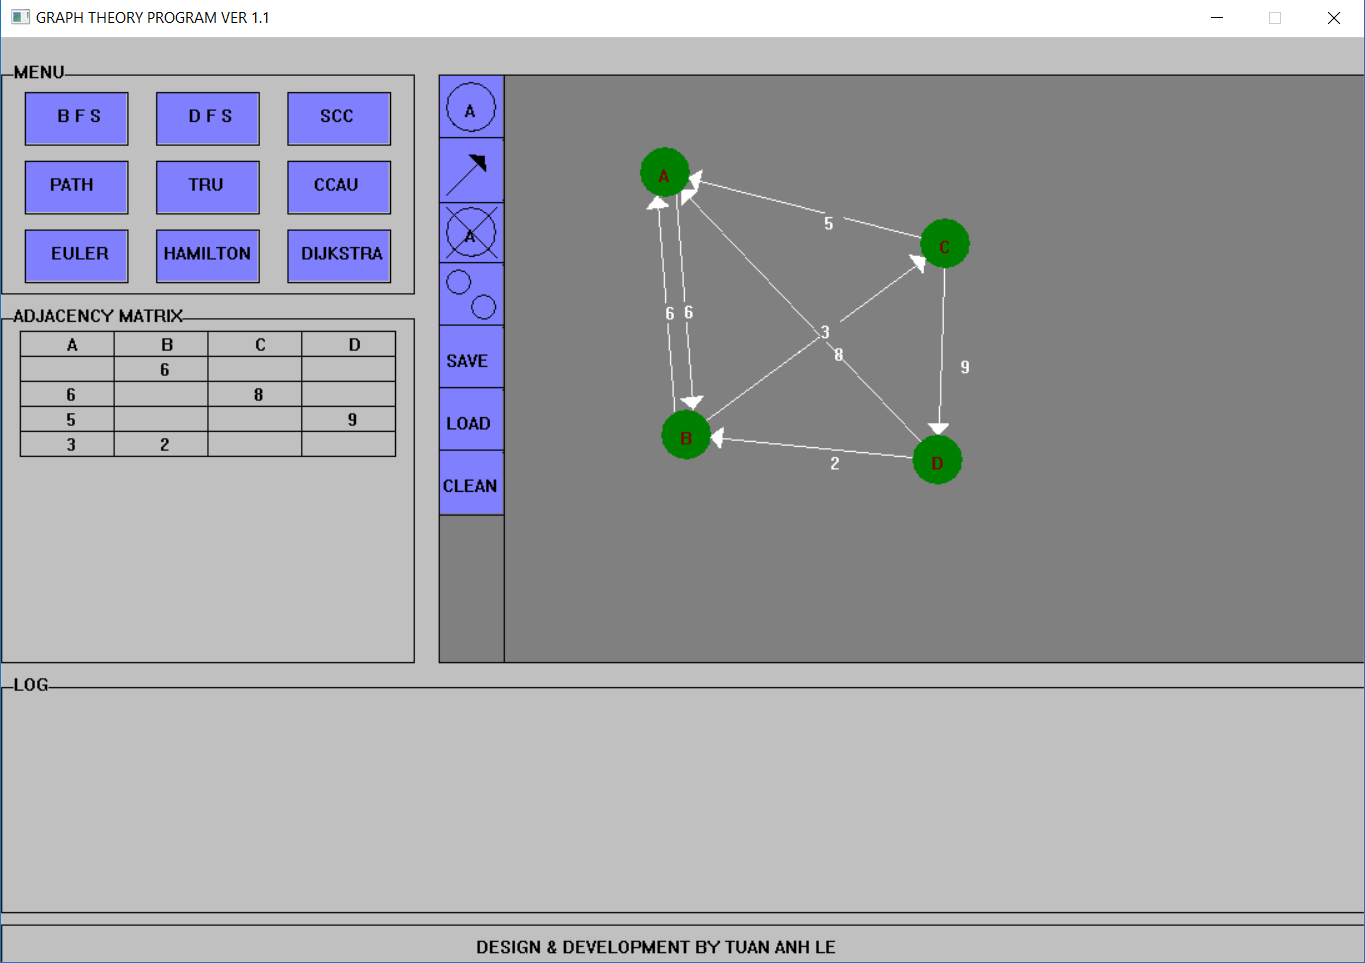 GRAPH THEORY PROGRAM VER 1.1
MENU
B F S
D F S
SCC
PATH
TRU
CCAU
EULER
HAMILTON
DIJKSTRA
ADJACENCY MATRIX
A B C D
6
6 8
5 9
3 2
A
A
SAVE
LOAD
CLEAN
A
C
B
D
5
6 6
3
8
9
2
LOG
DESIGN & DEVELOPMENT BY TUAN ANH LE